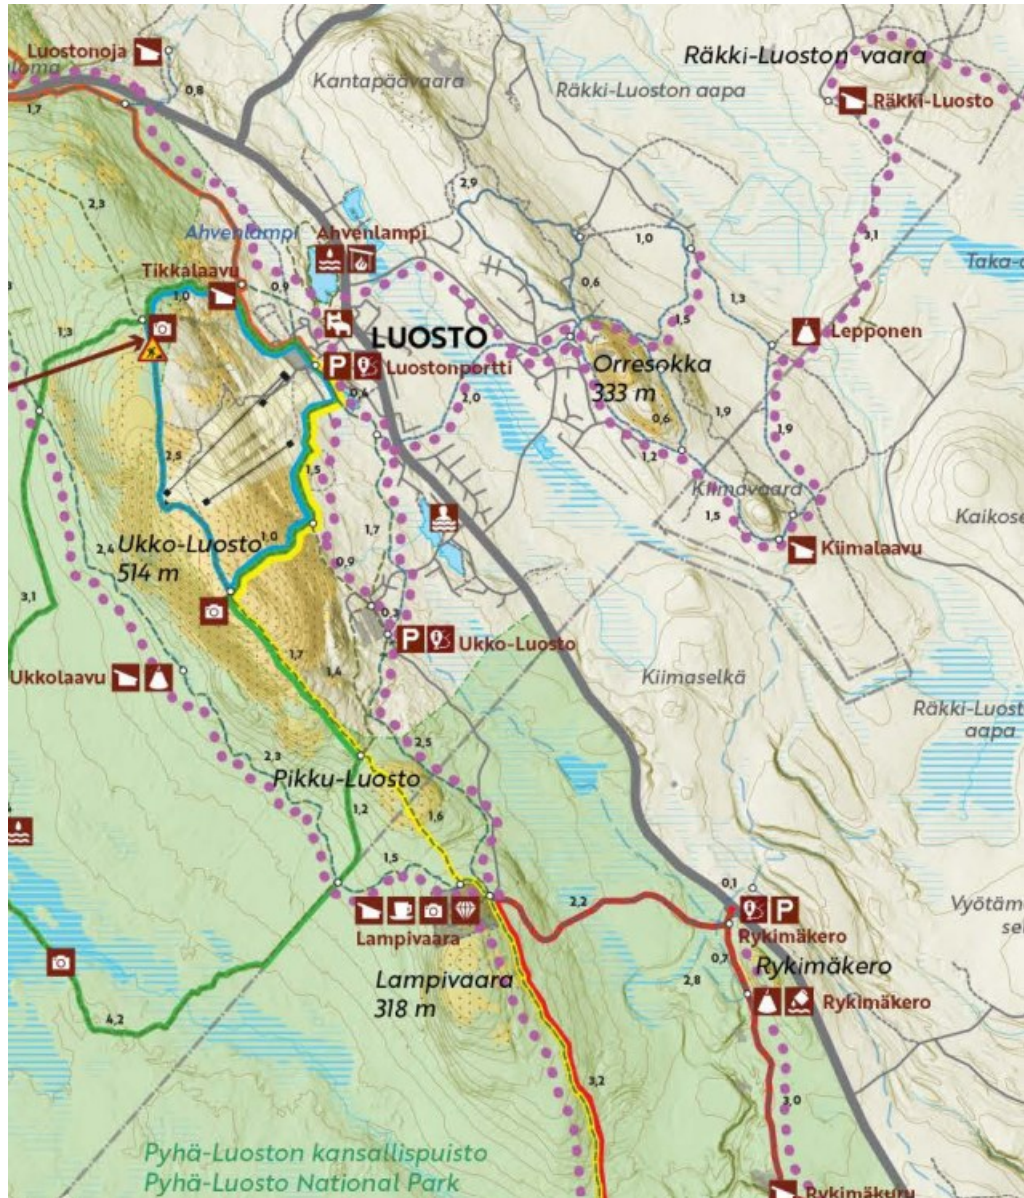 Luostonoja
0,8
1,7
Kantapäävaara
Räkki-Luoston vaara
Räkki-Luoston aapa
Räkki-Luosto
2,3
2,9
1,0
3,1
Ahvenlampi
Ahvenlampi
Tikkalaavu
0,9
0,6
1,3
Taka-
1,0
1,3
1,5
Lepponen
LUOSTO
P
Luostonportti
Orresokka
333 m
0,6
2,0
0,6
1,9
1,9
2,5
1,5
1,2
Kiimavaara
1,5
Kaikose
1,7
2,4
Ukko-Luosto
514 m
1,0
Kiimalaavu
0,9
3,1
0,3
P
Ukko-Luosto
1,7
1,4
Ukkolaavu
Kiimaselkä
Räkki-Luost
aapa
2,3
2,5
Pikku-Luosto
1,2
1,6
1,5
0,1
2,2
P
Vyötäm
sel
Lampivaara
Rykimäkero
0,7
Rykimäkero
Lampivaara
318 m
2,8
Rykimäkero
4,2
3,2
3,0
Pyhä-Luoston kansallispuisto
Pyhä-Luosto National Park
Rykimäkuru